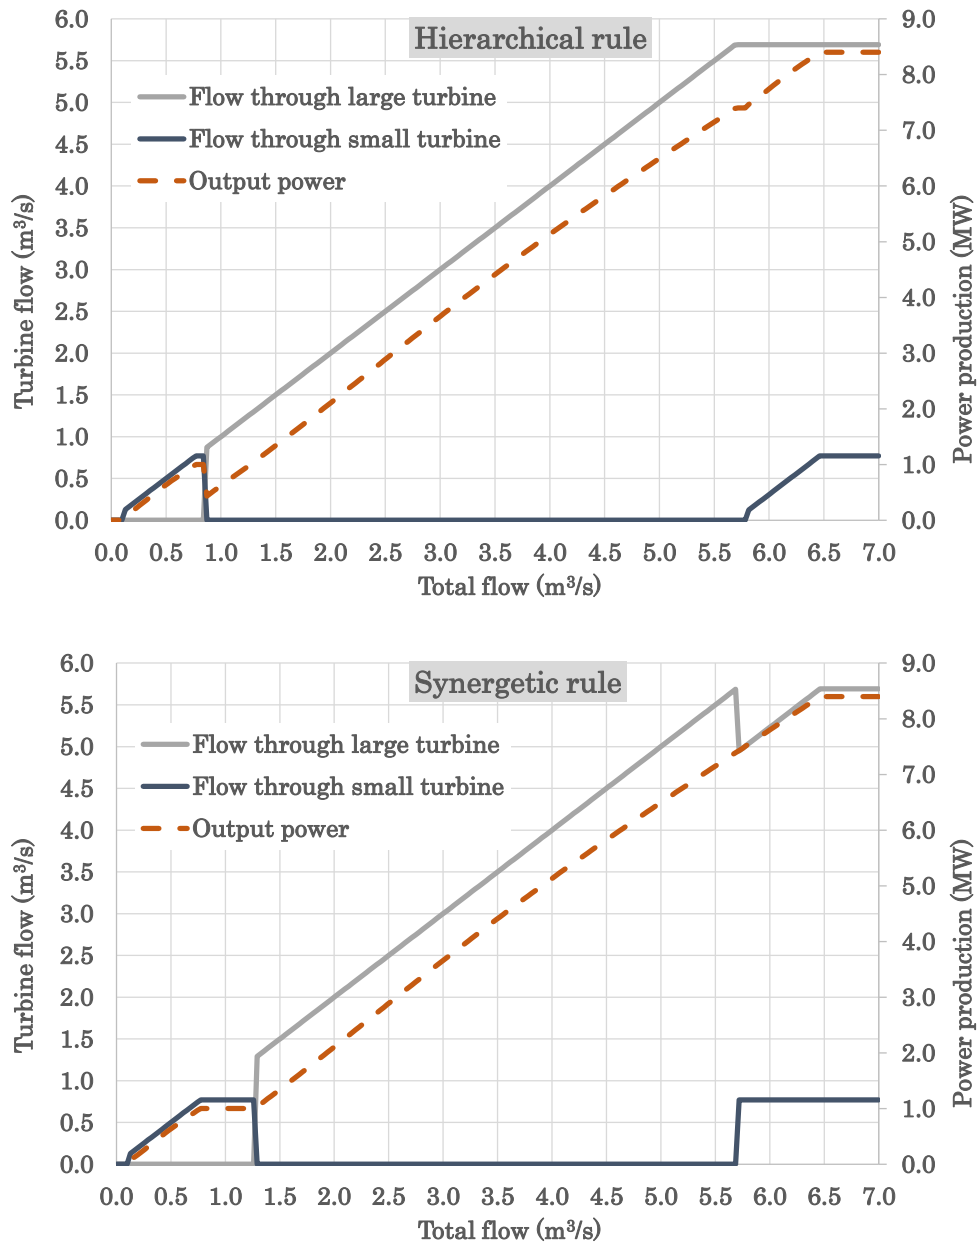 Hierarchical rule
Flow through large turbine
Flow through small turbine
Output power
Turbine flow (m³/s)
6.0
5.5
5.0
4.5
4.0
3.5
3.0
2.5
2.0
1.5
1.0
0.5
0.0
9.0
8.0
7.0
6.0
5.0
4.0
3.0
2.0
1.0
0.0
Power production (MW)
0.0 0.5 1.0 1.5 2.0 2.5 3.0 3.5 4.0 4.5 5.0 5.5 6.0 6.5 7.0
Total flow (m³/s)
Synergetic rule
Flow through large turbine
Flow through small turbine
Output power
Turbine flow (m³/s)
6.0
5.5
5.0
4.5
4.0
3.5
3.0
2.5
2.0
1.5
1.0
0.5
0.0
9.0
8.0
7.0
6.0
5.0
4.0
3.0
2.0
1.0
0.0
Power production (MW)
0.0 0.5 1.0 1.5 2.0 2.5 3.0 3.5 4.0 4.5 5.0 5.5 6.0 6.5 7.0
Total flow (m³/s)